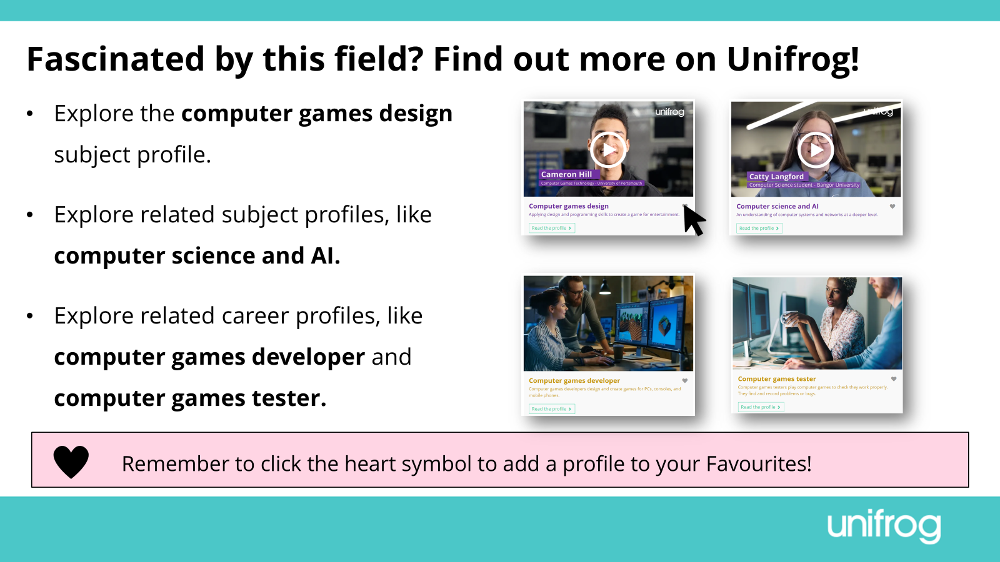 Fascinated by this field? Find out more on Unifrog!
• Explore the computer games design
subject profile.
• Explore related subject profiles, like
computer science and AI.
• Explore related career profiles, like
computer games developer and
computer games tester.
unifrog
Cameron Hill
Computer Games Technology - University of Portsmouth
Computer games design
Applying design and programming skills to create a game for entertainment.
Read the profile
unifrog
Catty Langford
Computer Science student - Bangor University
Computer science and AI
An understanding of computer systems and networks at a deeper level.
Read the profile
Computer games developer
Computer games developers design and create games for PCs, consoles, and
mobile phones.
Read the profile
Computer games tester
Computer games testers play computer games to check they work properly.
They find and record problems or bugs.
Read the profile
Remember to click the heart symbol to add a profile to your Favourites!
unifrog